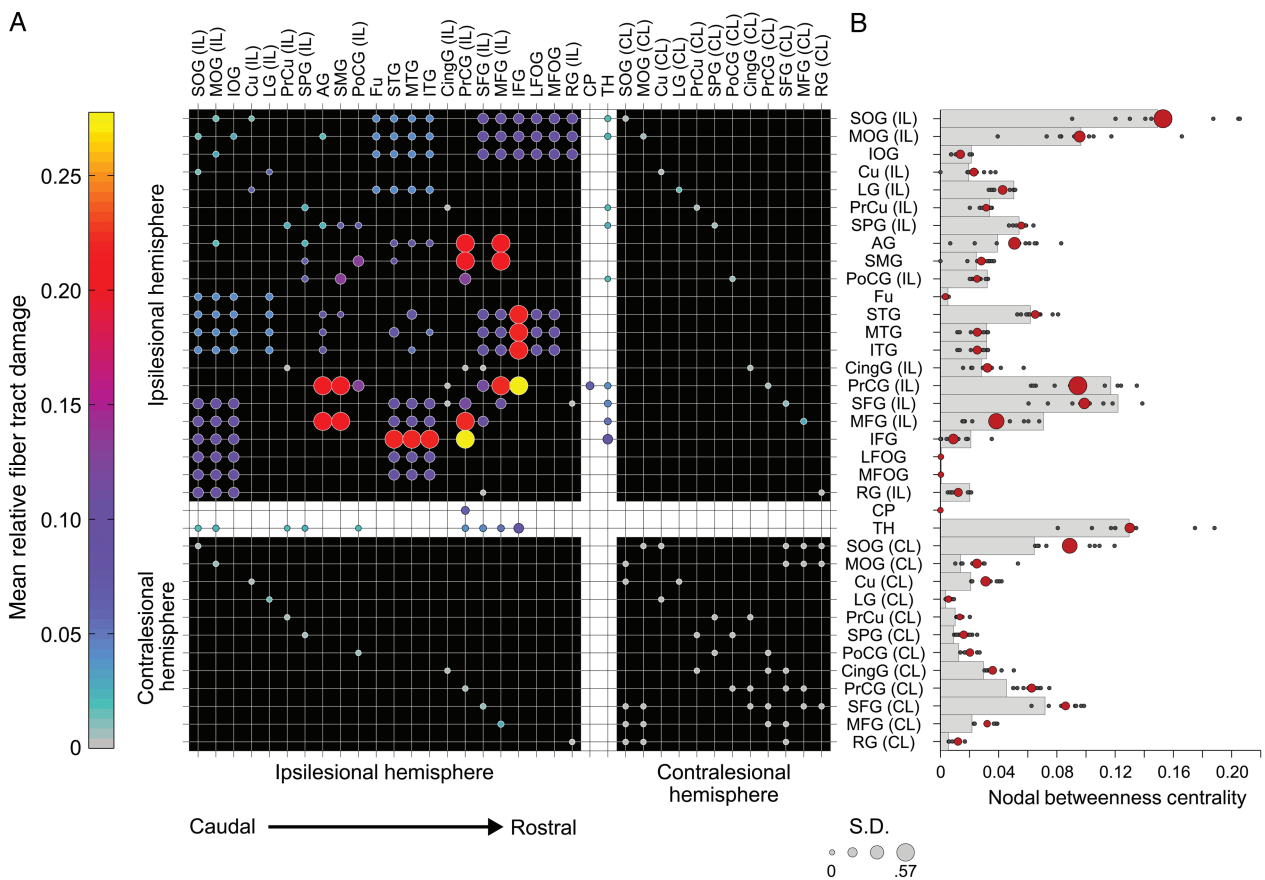 A
B
SOG (IL)
MOG (IL)
IOG
Cu (IL)
LG (IL)
PrCu (IL)
SPG (IL)
AG
SMG
PoCG (IL)
Fu
STG
MTG
ITG
CingG (IL)
PrCG (IL)
SFG (IL)
MFG (IL)
IFG
LFOG
MFOG
RG (IL)
CP
TH
SOG (CL)
MOG (CL)
Cu (CL)
LG (CL)
PrCu (CL)
SPG (CL)
PoCG (CL)
CingG (CL)
PrCG (CL)
SFG (CL)
MFG (CL)
RG (CL)
Mean relative fiber tract damage
0.25
0.20
0.15
0.10
0.05
0
Ipsilesional hemisphere
Contralesional
hemisphere
Ipsilesional hemisphere
Contralesional
hemisphere
Caudal
Rostral
SOG (IL)
MOG (IL)
IOG
Cu (IL)
LG (IL)
PrCu (IL)
SPG (IL)
AG
SMG
PoCG (IL)
Fu
STG
MTG
ITG
CingG (IL)
PrCG (IL)
SFG (IL)
MFG (IL)
IFG
LFOG
MFOG
RG (IL)
CP
TH
SOG (CL)
MOG (CL)
Cu (CL)
LG (CL)
PrCu (CL)
SPG (CL)
PoCG (CL)
CingG (CL)
PrCG (CL)
SFG (CL)
MFG (CL)
RG (CL)
0 0.04 0.08 0.12 0.16 0.20
Nodal betweenness centrality
S.D.
0 .57